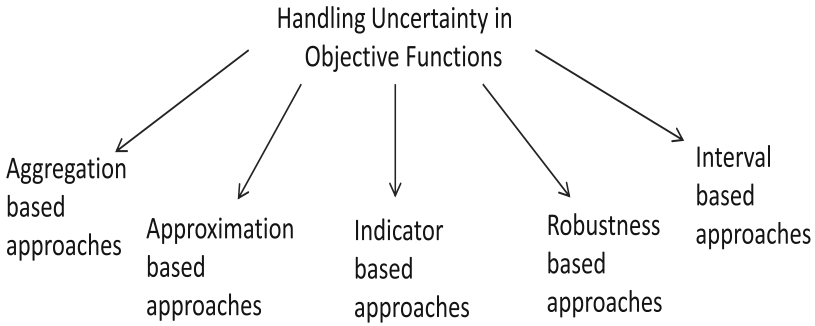 Handling Uncertainty in
Objective Functions
Aggregation
based
approaches
Approximation
based
approaches
Indicator
based
approaches
Robustness
based
approaches
Interval
based
approaches